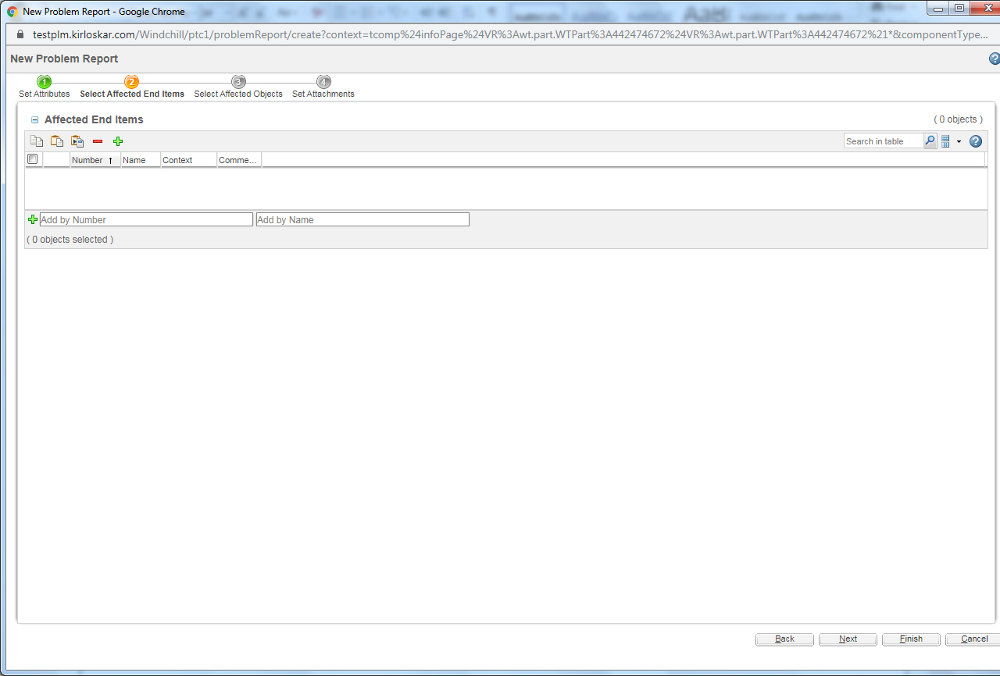 New Problem Report - Google Chrome
testplm.kirloskar.com/Windchill/ptc1/problemReport/create?context=tcomp%24infoPage%24VR%3Awt.part.WTPart%3A442474672%24VR%3Awt.part.WTPart%3A442474672%21*&componentType...
New Problem Report
1 2 3 4
Set Attributes Select Affected End Items Select Affected Objects Set Attachments
Affected End Items ( 0 objects )
Search in table
Number ↑ Name Context Comme...
Add by Number Add by Name
( 0 objects selected )
Back Next Finish Cancel